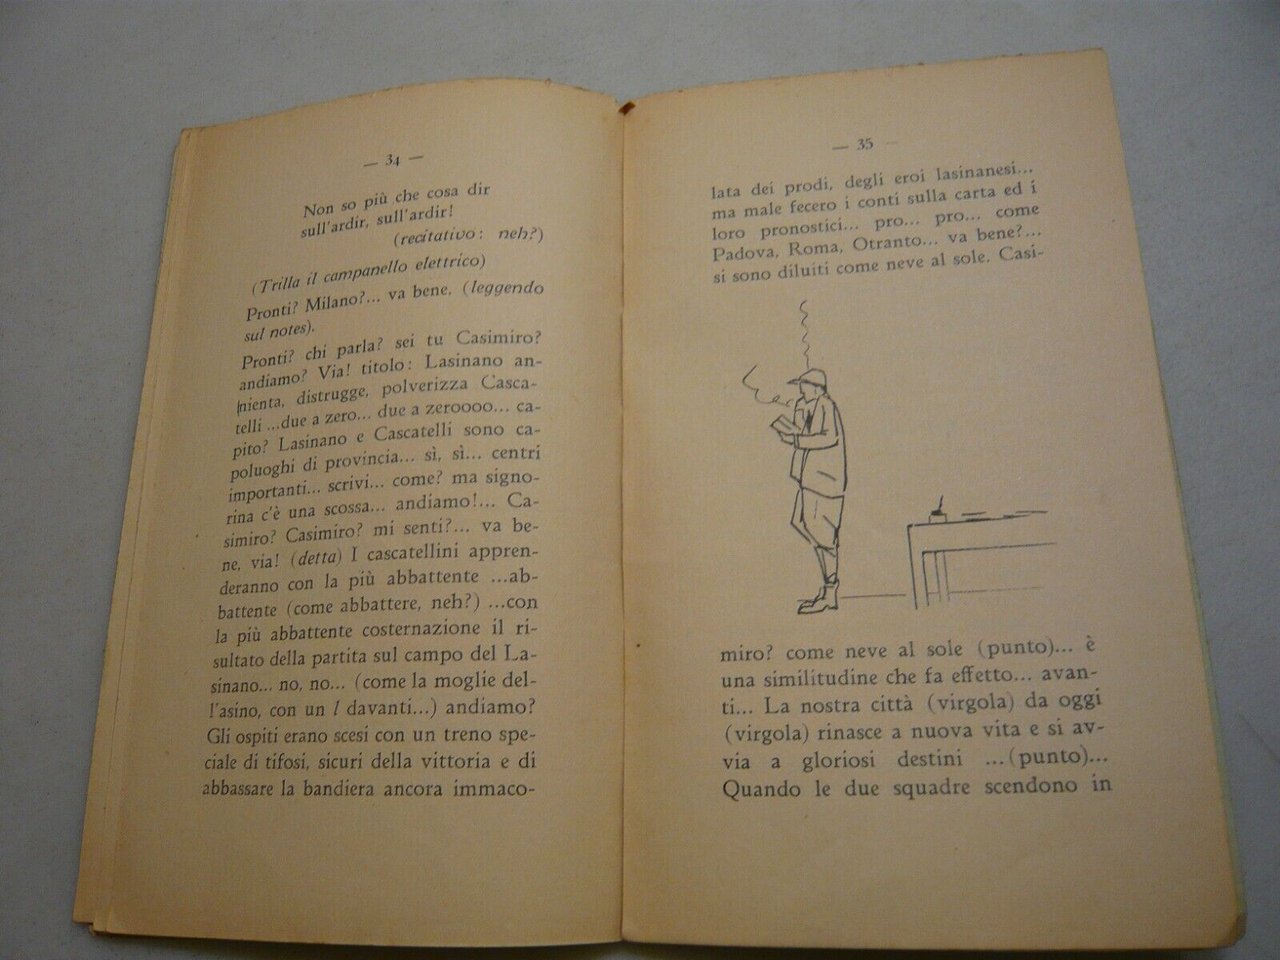 — 34 —
Non so più che cosa dir
sull'ardir, sull'ardir!
(recitativo: neh?)
(Trilla il campanello elettrico)
Pronti? Milano?... va bene. (leggendo
sul notes).
Pronti? chi parla? sei tu Casimiro?
andiamo? Via! titolo: Lasinano an-
nienta, distrugge, polverizza Casca-
telli ...due a zero... due a zeroooo... ca-
pito? Lasinano e Cascatelli sono ca-
poluoghi di provincia... sì, sì... centri
importanti... scrivi... come? ma signo-
rina c'è una scossa... andiamo!... Ca-
simiro? Casimiro? mi senti?... va be-
ne, via! (detta) I cascatellini appren-
deranno con la più abbattente ...ab-
battente (come abbattere, neh?) ...con
la più abbattente costernazione il ri-
sultato della partita sul campo del La-
sinano... no, no... (come la moglie del-
l'asino, con un l davanti...) andiamo?
Gli ospiti erano scesi con un treno spe-
ciale di tifosi, sicuri della vittoria e di
abbassare la bandiera ancora immaco-
— 35 —
lata dei prodi, degli eroi lasinanesi...
ma male fecero i conti sulla carta ed i
loro pronostici... pro... pro... come
Padova, Roma, Otranto... va bene?...
si sono diluiti come neve al sole. Casi-
miro? come neve al sole (punto)... è
una similitudine che fa effetto... avan-
ti... La nostra città (virgola) da oggi
(virgola) rinasce a nuova vita e si av-
via a gloriosi destini ...(punto)...
Quando le due squadre scendono in